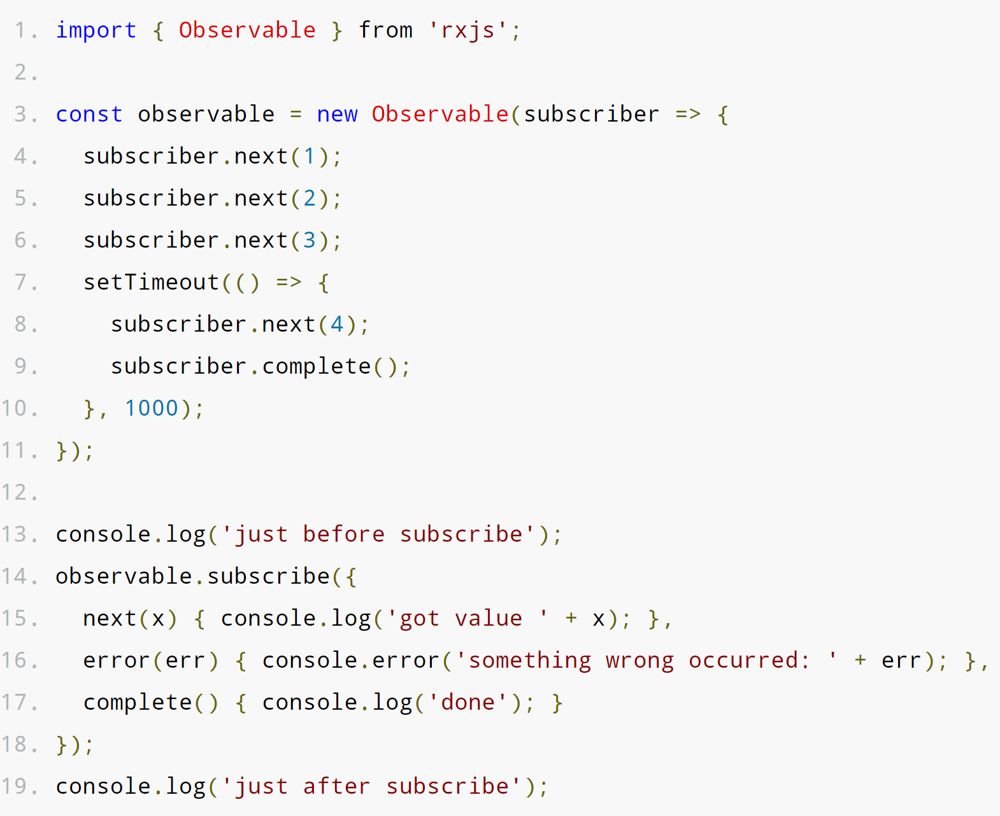 1. import { Observable } from 'rxjs';
2.
3. const observable = new Observable(subscriber => {
4.   subscriber.next(1);
5.   subscriber.next(2);
6.   subscriber.next(3);
7.   setTimeout(() => {
8.     subscriber.next(4);
9.     subscriber.complete();
10.   }, 1000);
11. });
12.
13. console.log('just before subscribe');
14. observable.subscribe({
15.   next(x) { console.log('got value ' + x); },
16.   error(err) { console.error('something wrong occurred: ' + err); },
17.   complete() { console.log('done'); }
18. });
19. console.log('just after subscribe');